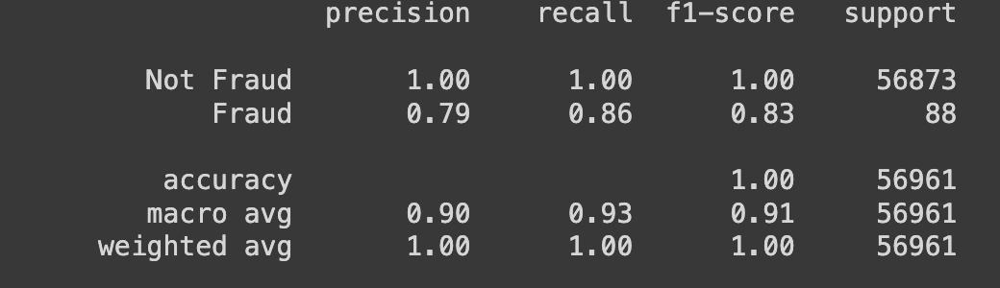 precision recall f1-score support
Not Fraud 1.00 1.00 1.00 56873
Fraud 0.79 0.86 0.83 88
accuracy 1.00 56961
macro avg 0.90 0.93 0.91 56961
weighted avg 1.00 1.00 1.00 56961